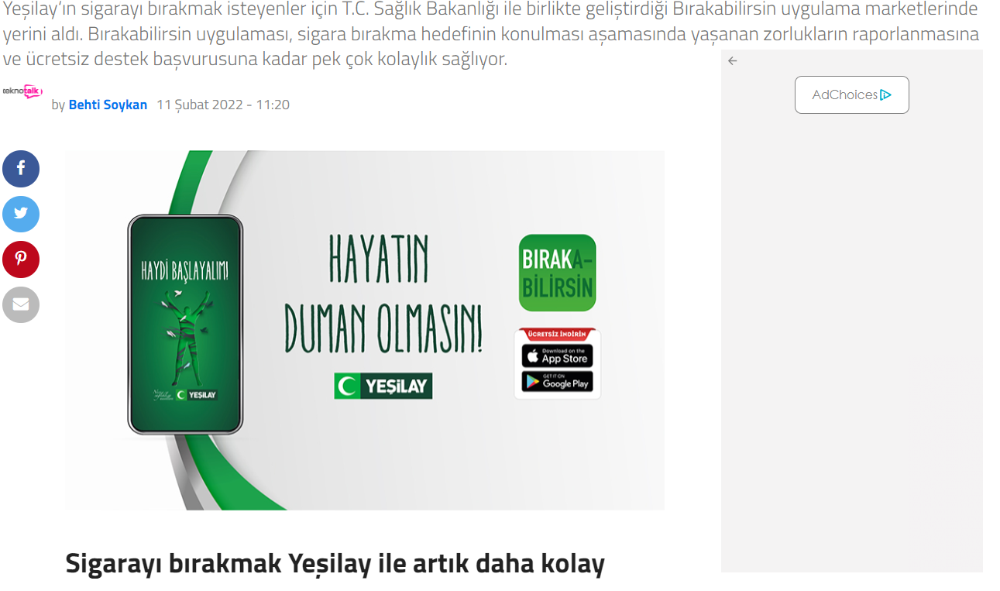 Yeşilay’ın sigarayı bırakmak isteyenler için T.C. Sağlık Bakanlığı ile birlikte geliştirdiği Bırakabilirsin uygulama marketlerinde
yerini aldı. Bırakabilirsin uygulaması, sigara bırakma hedefinin konulması aşamasında yaşanan zorlukların raporlanmasına
ve ücretsiz destek başvurusuna kadar pek çok kolaylık sağlıyor.
teknotalk
by Behti Soykan 11 Şubat 2022 - 11:20
AdChoices
HAYDİ BAŞLAYALIM!
YEŞİLAY
HAYATIN
DUMAN OLMASIN!
YEŞİLAY
BIRAKA-
BİLİRSİN
ÜCRETSİZ İNDİRİN
Download on the
App Store
GET IT ON
Google Play
Sigarayı bırakmak Yeşilay ile artık daha kolay